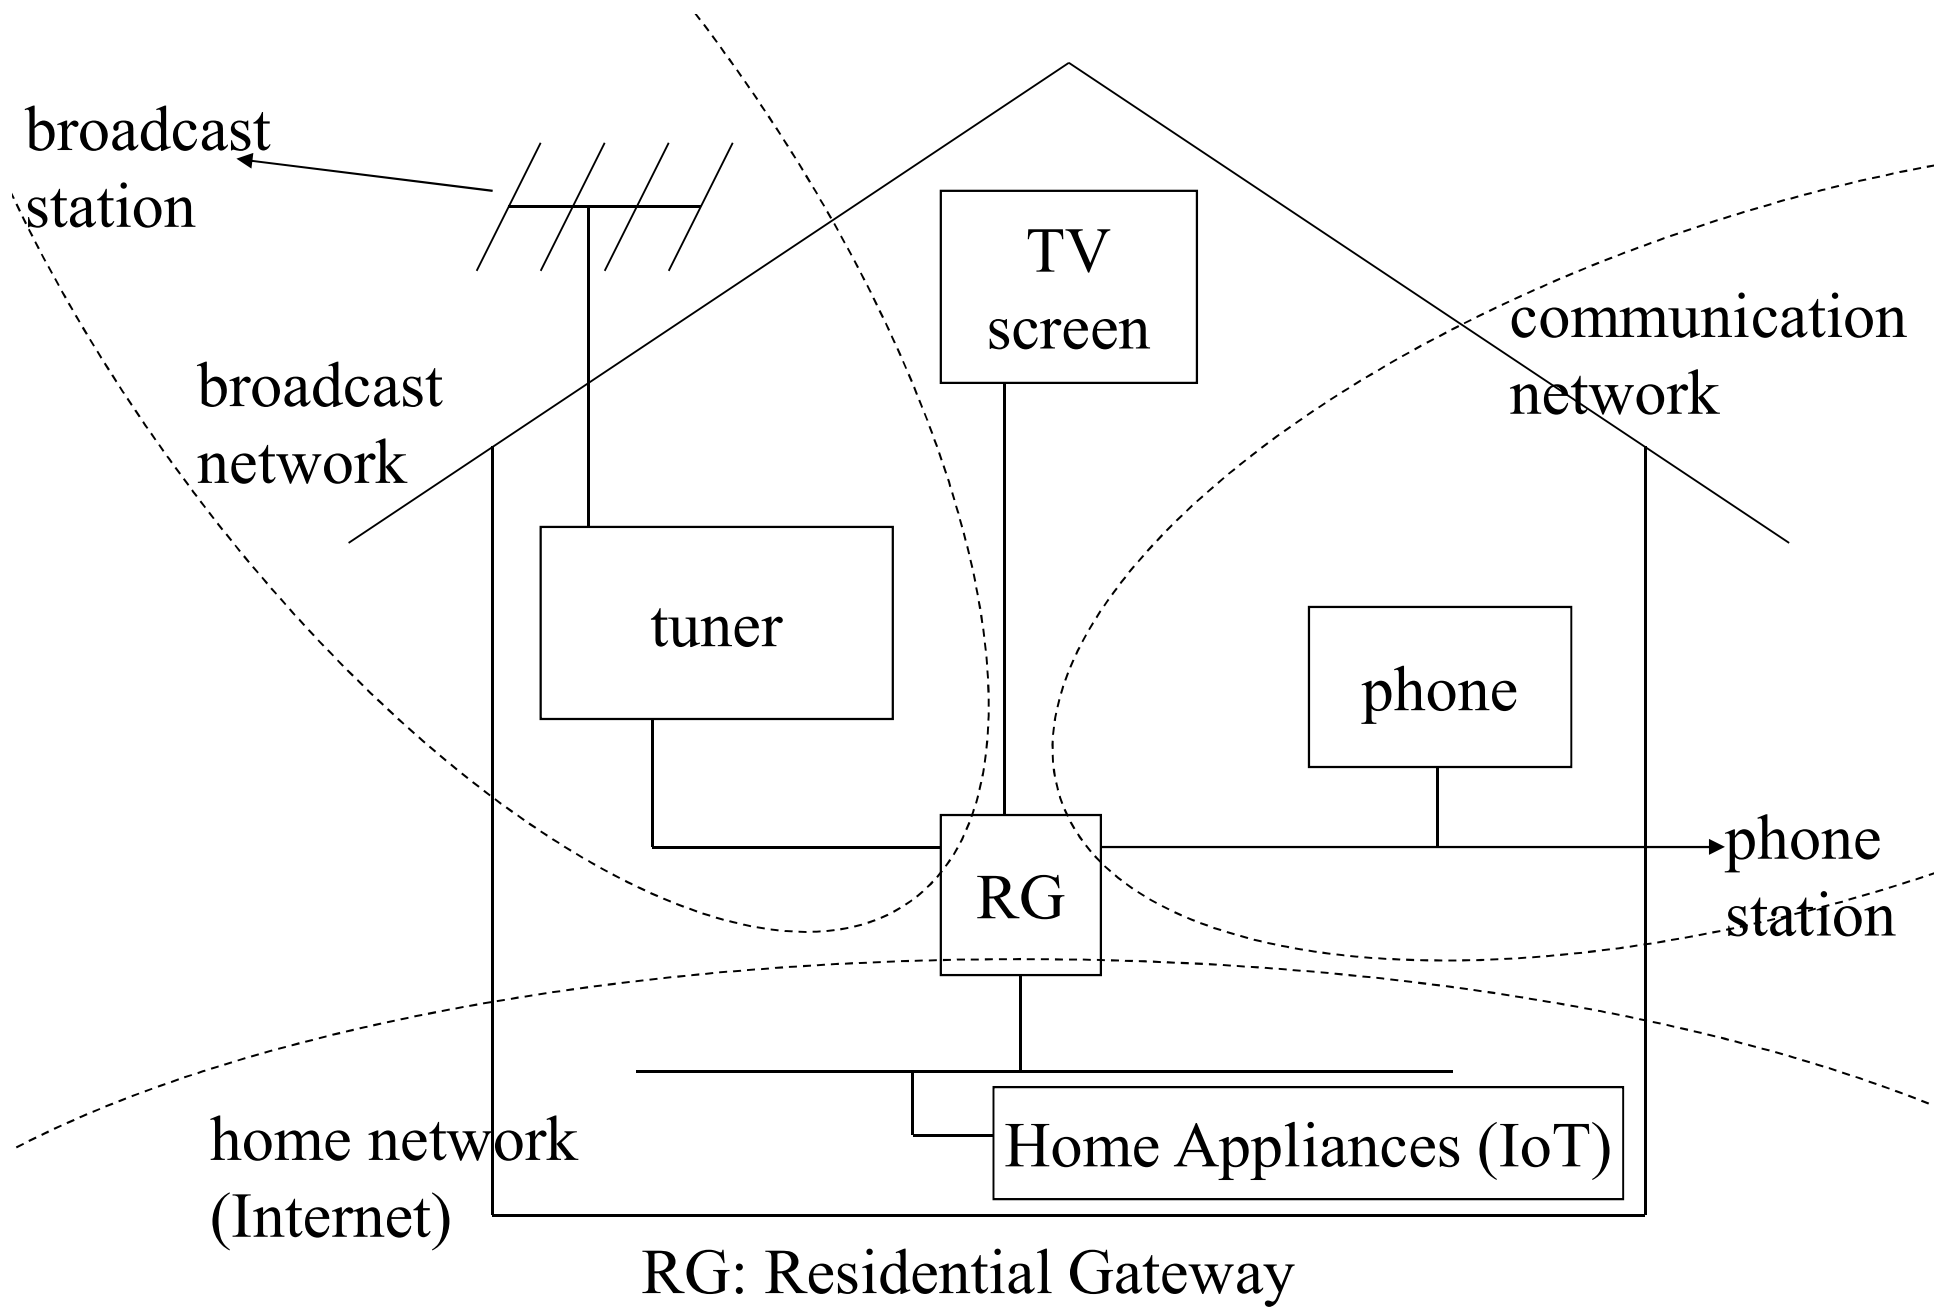 broadcast
station
TV
screen
communication
network
broadcast
network
tuner
phone
phone
station
RG
home network
(Internet)
Home Appliances (IoT)
RG: Residential Gateway